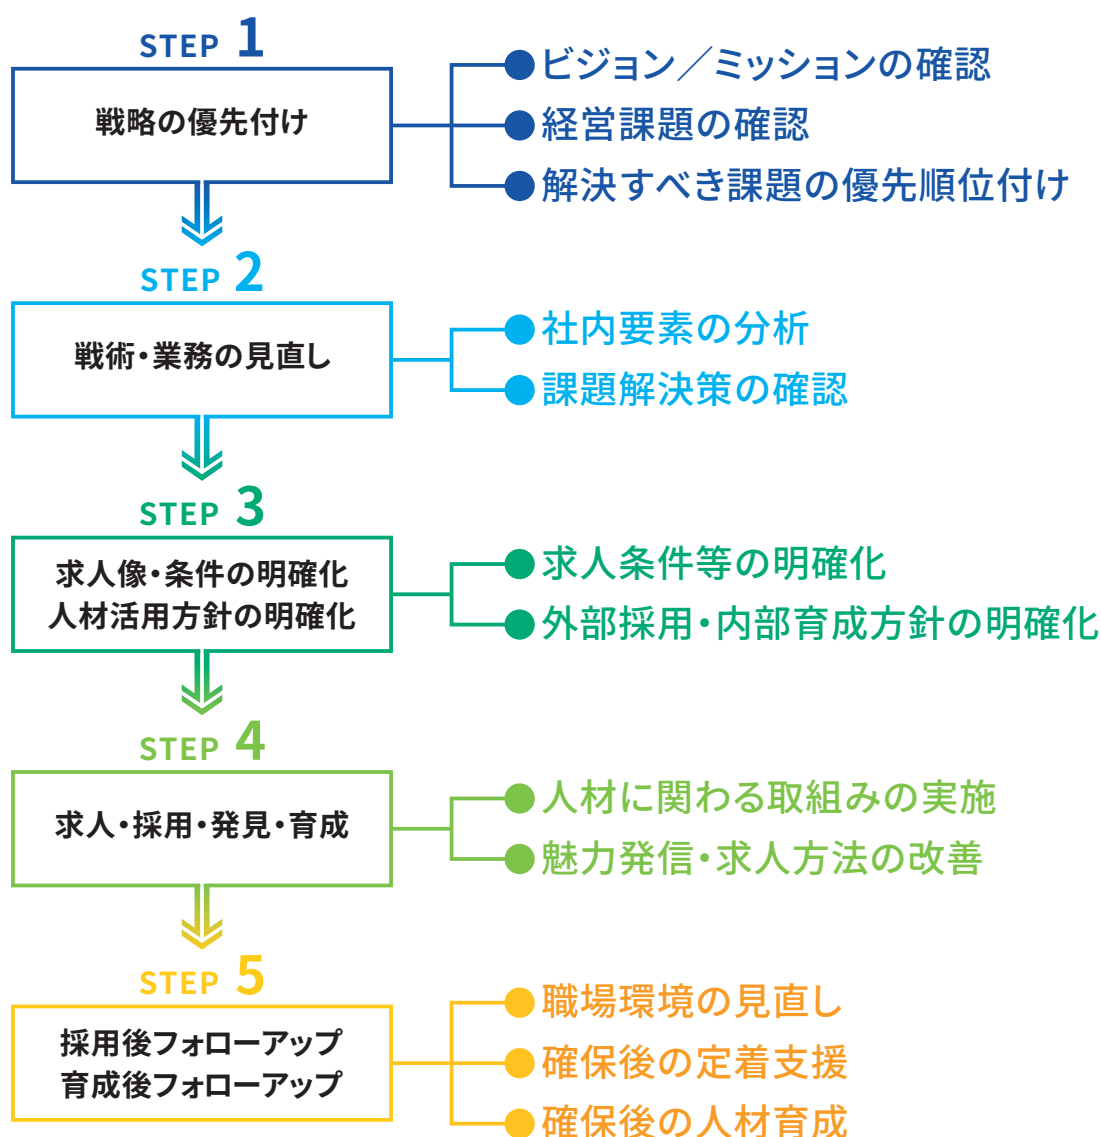 STEP 1
戦略の優先付け
●ビジョン／ミッションの確認
●経営課題の確認
●解決すべき課題の優先順位付け
STEP 2
戦術・業務の見直し
●社内要素の分析
●課題解決策の確認
STEP 3
求人像・条件の明確化
人材活用方針の明確化
●求人条件等の明確化
●外部採用・内部育成方針の明確化
STEP 4
求人・採用・発見・育成
●人材に関わる取組みの実施
●魅力発信・求人方法の改善
STEP 5
採用後フォローアップ
育成後フォローアップ
●職場環境の見直し
●確保後の定着支援
●確保後の人材育成